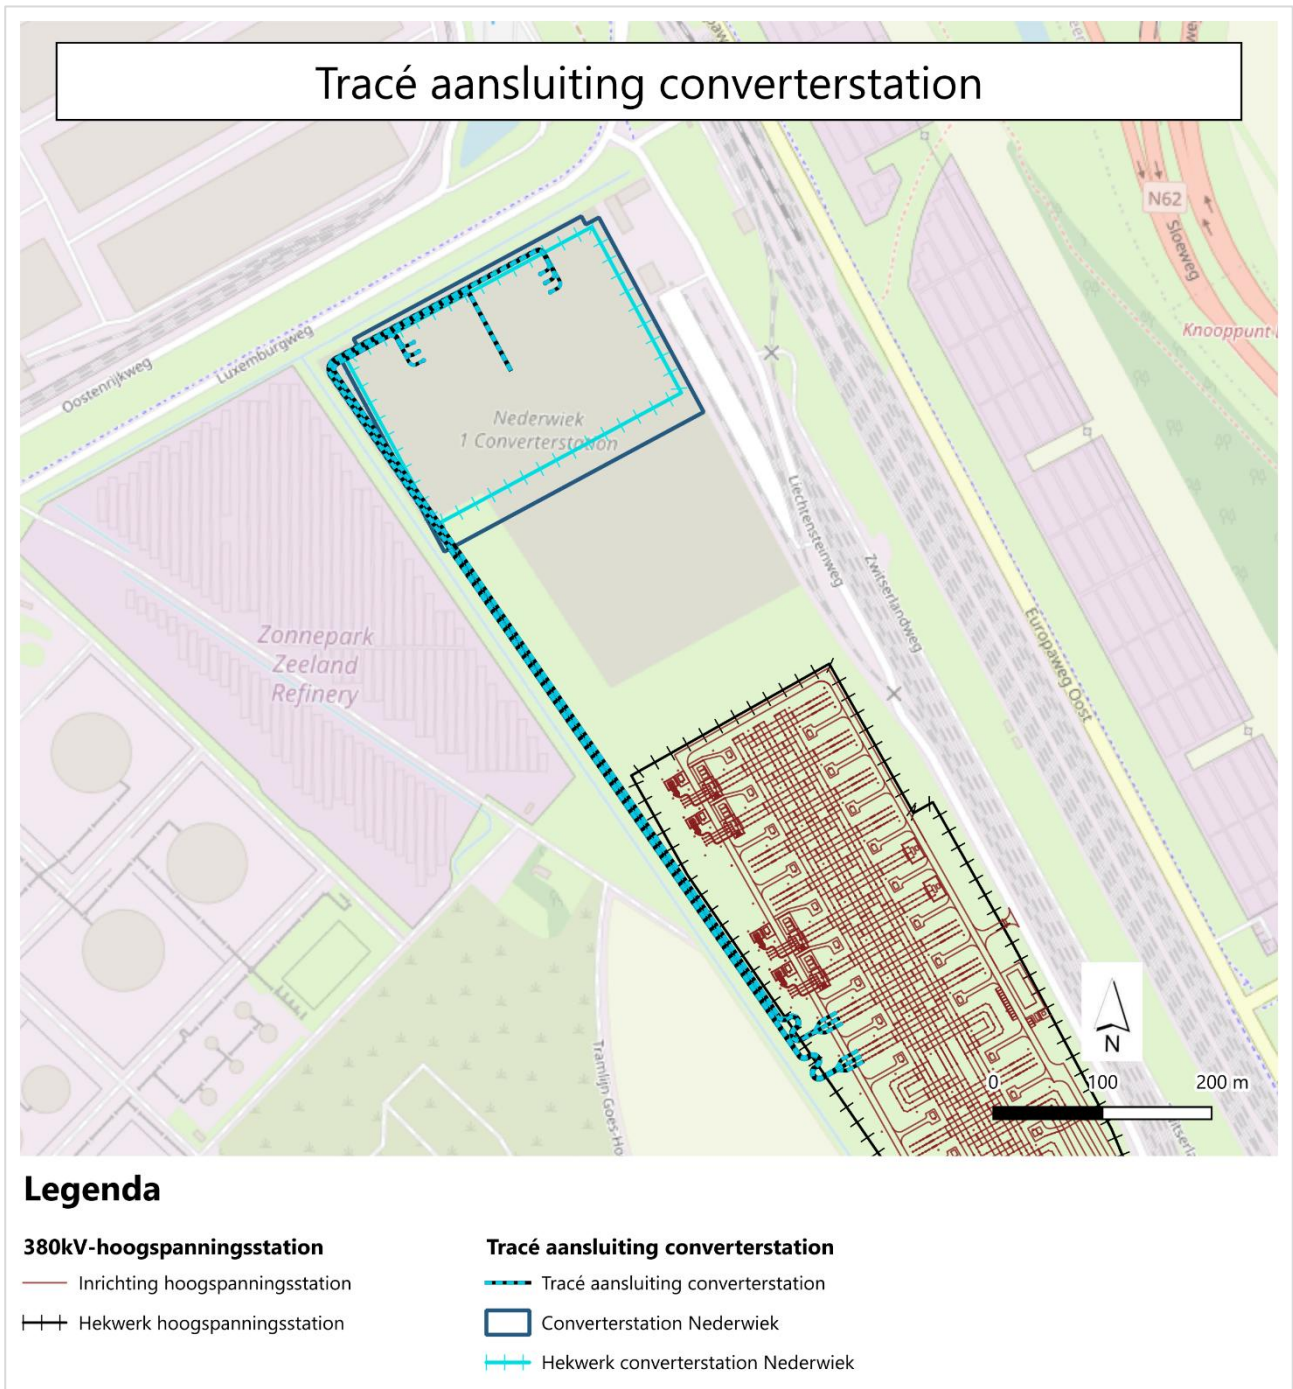 Tracé aansluiting converterstation
N62
Sloeweg
Knooppunt
Oostenrijkweg
Luxemburgweg
Nederwiek
1 Converterstation
Liechtensteinweg
Zwitserlandweg
Europaweg Oost
Zonnepark
Zeeland
Refinery
Tramlijn Goes-Ho
N
0 100 200 m
Legenda
380kV-hoogspanningsstation
Inrichting hoogspanningsstation
Hekwerk hoogspanningsstation
Tracé aansluiting converterstation
Tracé aansluiting converterstation
Converterstation Nederwiek
Hekwerk converterstation Nederwiek